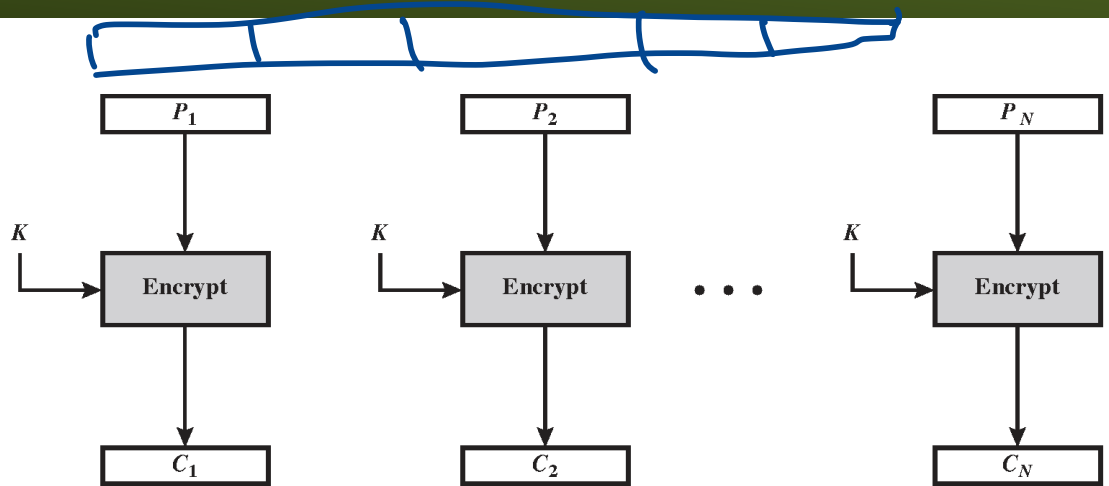 P1 P2 PN
K K K
Encrypt Encrypt • • • Encrypt
C1 C2 CN